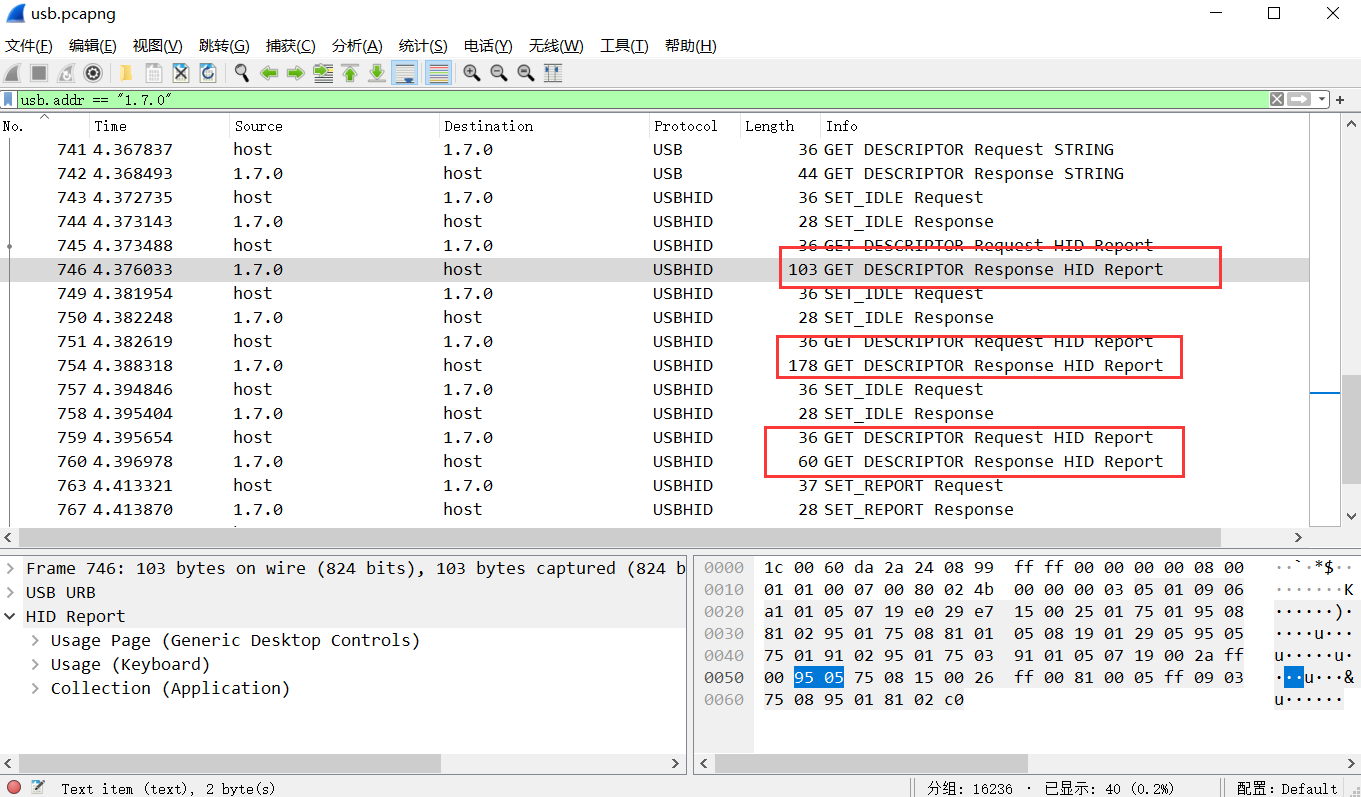 usb.pcapng
文件(F) 编辑(E) 视图(V) 跳转(G) 捕获(C) 分析(A) 统计(S) 电话(Y) 无线(W) 工具(T) 帮助(H)
usb.addr == "1.7.0"
No. Time Source Destination Protocol Length Info
741 4.367837 host 1.7.0 USB 36 GET DESCRIPTOR Request STRING
742 4.368493 1.7.0 host USB 44 GET DESCRIPTOR Response STRING
743 4.372735 host 1.7.0 USBHID 36 SET_IDLE Request
744 4.373143 1.7.0 host USBHID 28 SET_IDLE Response
745 4.373488 host 1.7.0 USBHID 36 GET DESCRIPTOR Request HID Report
746 4.376033 1.7.0 host USBHID 103 GET DESCRIPTOR Response HID Report
749 4.381954 host 1.7.0 USBHID 36 SET_IDLE Request
750 4.382248 1.7.0 host USBHID 28 SET_IDLE Response
751 4.382619 host 1.7.0 USBHID 36 GET DESCRIPTOR Request HID Report
754 4.388318 1.7.0 host USBHID 178 GET DESCRIPTOR Response HID Report
757 4.394846 host 1.7.0 USBHID 36 SET_IDLE Request
758 4.395404 1.7.0 host USBHID 28 SET_IDLE Response
759 4.395654 host 1.7.0 USBHID 36 GET DESCRIPTOR Request HID Report
760 4.396978 1.7.0 host USBHID 60 GET DESCRIPTOR Response HID Report
763 4.413321 host 1.7.0 USBHID 37 SET_REPORT Request
767 4.413870 1.7.0 host USBHID 28 SET_REPORT Response
Frame 746: 103 bytes on wire (824 bits), 103 bytes captured (824 b
USB URB
HID Report
Usage Page (Generic Desktop Controls)
Usage (Keyboard)
Collection (Application)
0000 1c 00 60 da 2a 24 08 99 ff ff 00 00 00 00 08 00 ··`·*$··
0010 01 01 00 07 00 80 02 4b 00 00 00 03 05 01 09 06 ·······K
0020 a1 01 05 07 19 e0 29 e7 15 00 25 01 75 01 95 08 ······)·
0030 81 02 95 01 75 08 81 01 05 08 19 01 29 05 95 05 ····u···
0040 75 01 91 02 95 01 75 03 91 01 05 07 19 00 2a ff u·····u·
0050 00 95 05 75 08 15 00 26 ff 00 81 00 05 ff 09 03 ···u···&
0060 75 08 95 01 81 02 c0 u······
Text item (text), 2 byte(s)
分组: 16236 · 已显示: 40 (0.2%)
配置: Default